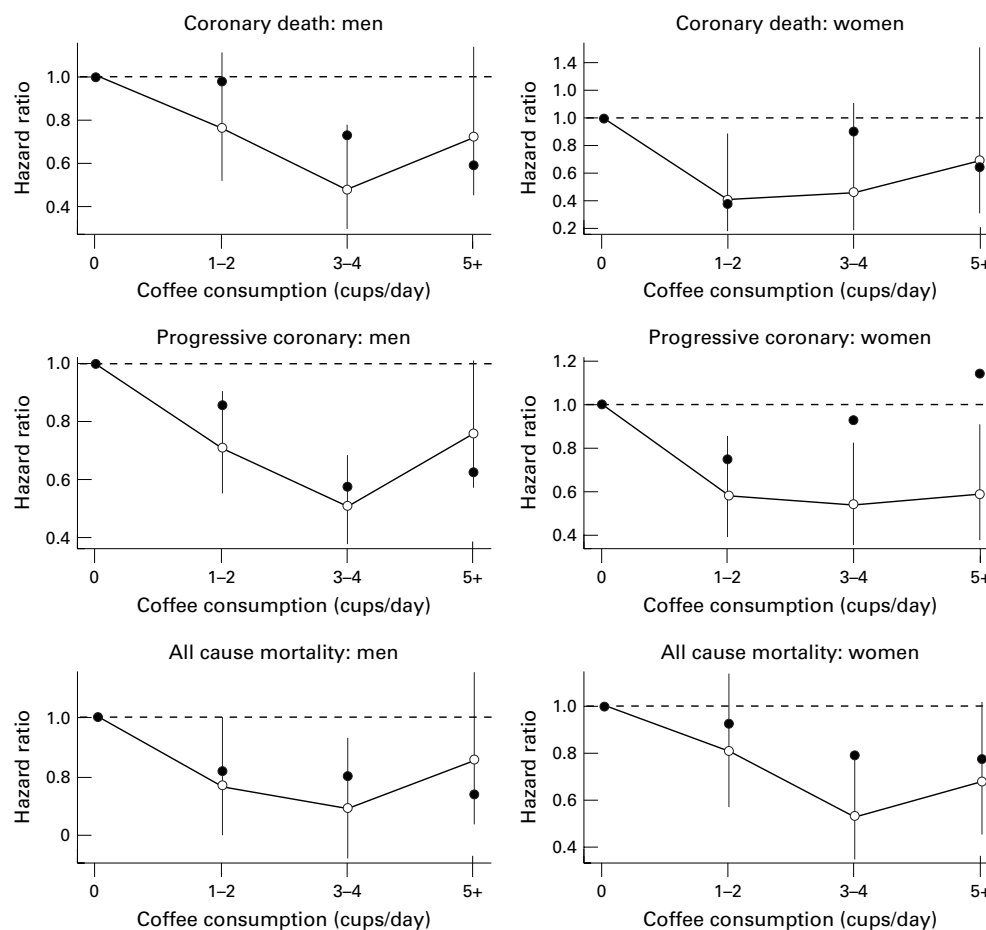 Coronary death: men
Hazard ratio
1.0
0.8
0.6
0.4
0
1–2
3–4
5+
Coffee consumption (cups/day)
Coronary death: women
Hazard ratio
1.4
1.2
1.0
0.8
0.6
0.4
0.2
0
1–2
3–4
5+
Coffee consumption (cups/day)
Progressive coronary: men
Hazard ratio
1.0
0.8
0.6
0.4
0
1–2
3–4
5+
Coffee consumption (cups/day)
Progressive coronary: women
Hazard ratio
1.2
1.0
0.8
0.6
0.4
0
1–2
3–4
5+
Coffee consumption (cups/day)
All cause mortality: men
Hazard ratio
1.0
0.8
0
0
1–2
3–4
5+
Coffee consumption (cups/day)
All cause mortality: women
Hazard ratio
1.0
0.8
0.6
0.4
0
1–2
3–4
5+
Coffee consumption (cups/day)